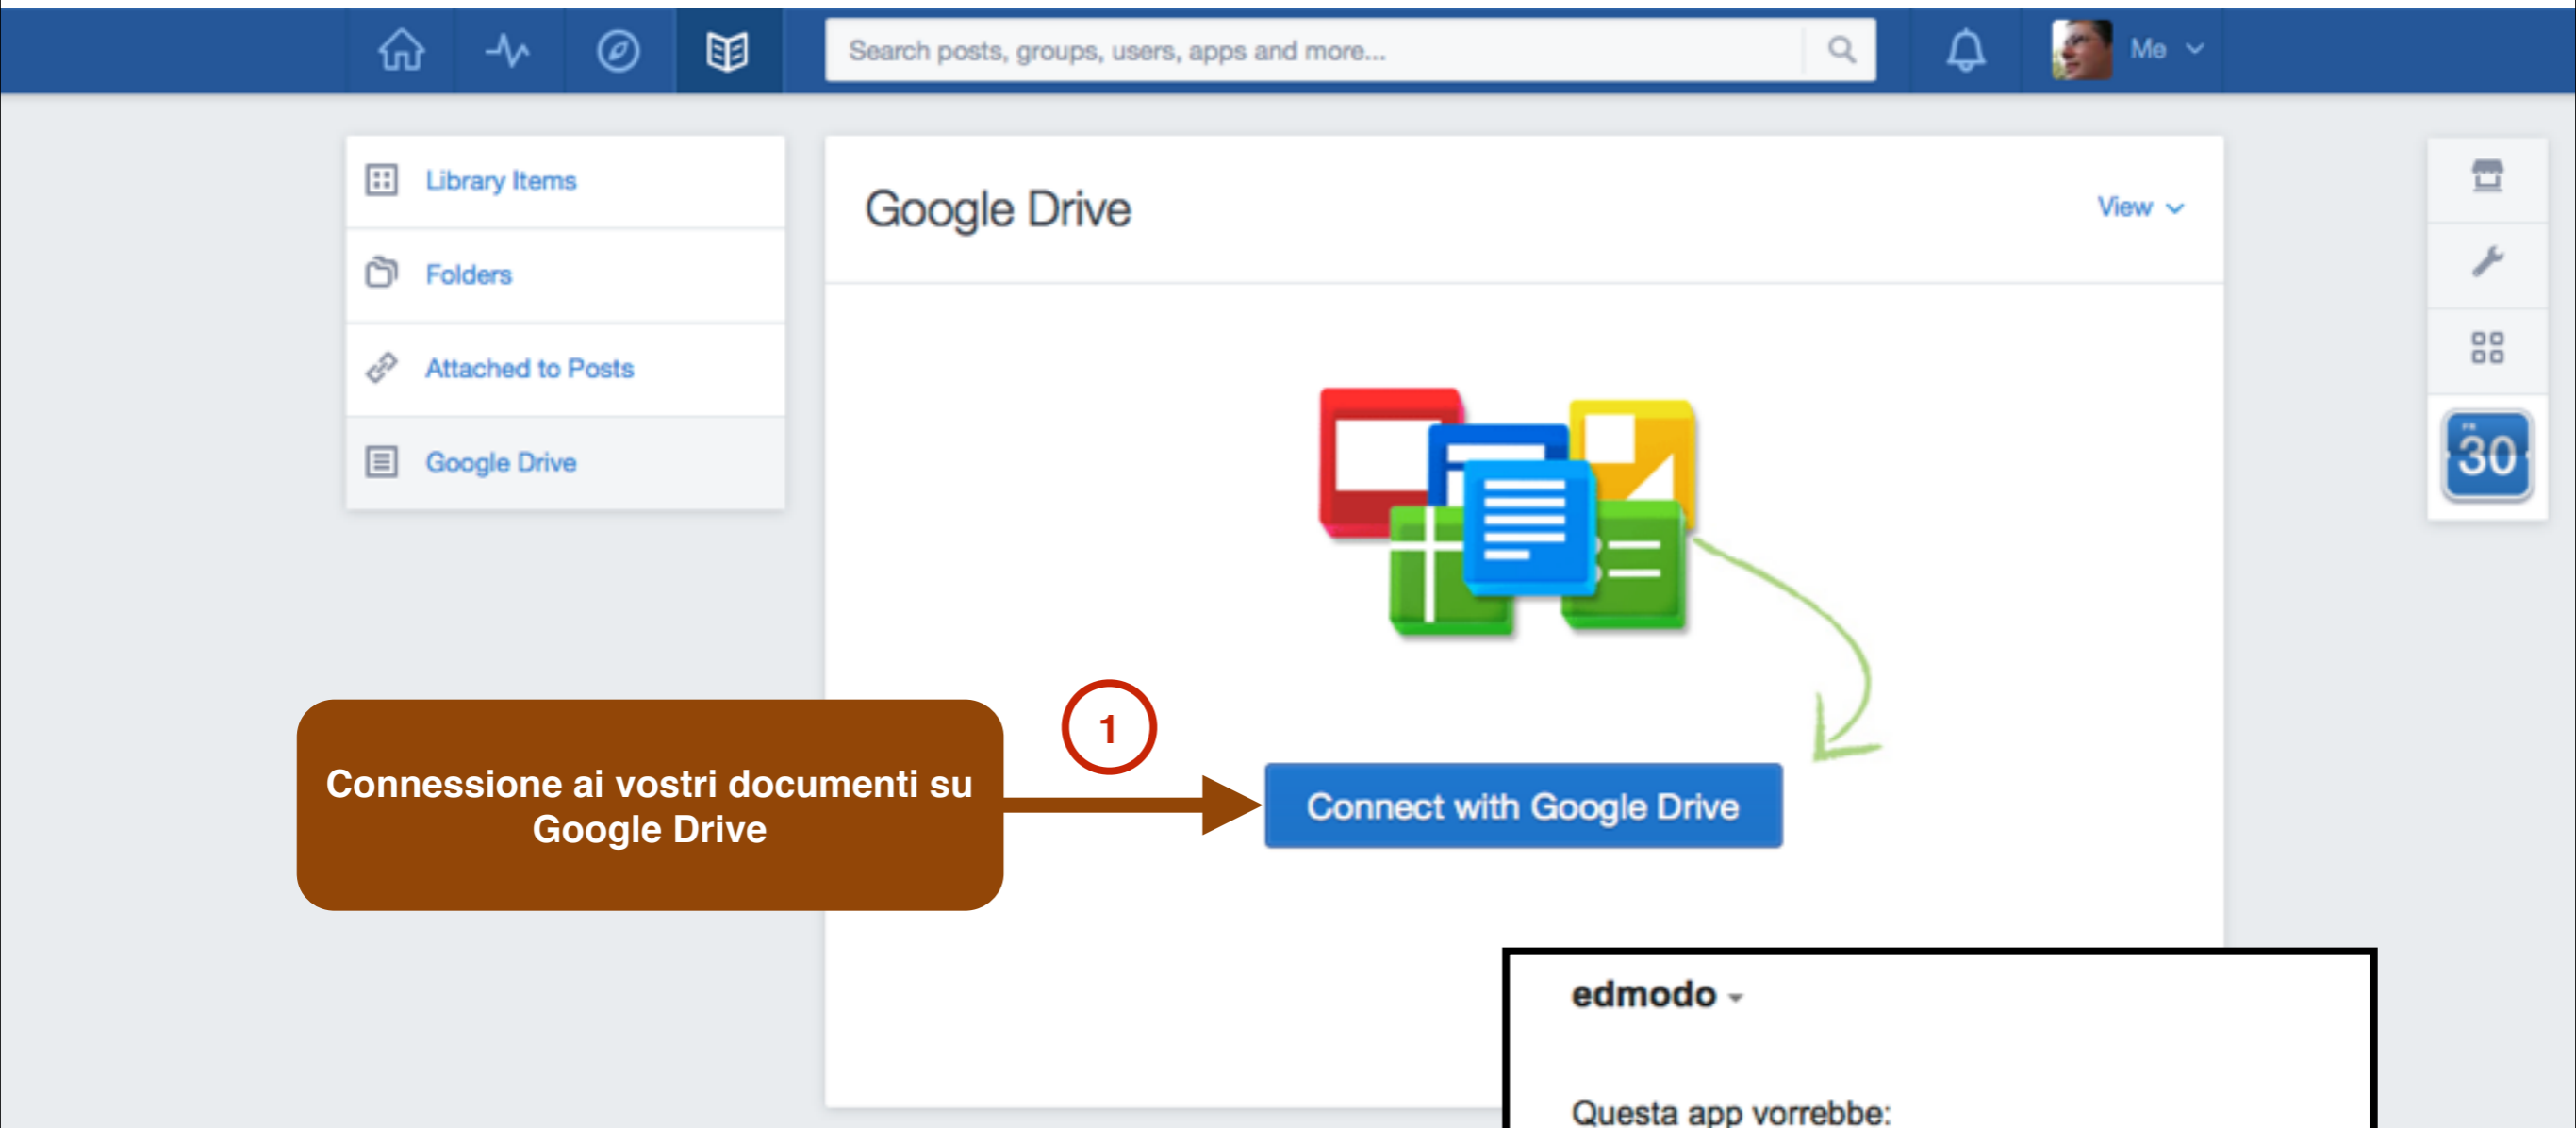 Search posts, groups, users, apps and more...
Me
Library Items
Folders
Attached to Posts
Google Drive
Google Drive
View
30
1
Connessione ai vostri documenti su
Google Drive
Connect with Google Drive
edmodo
Questa app vorrebbe: